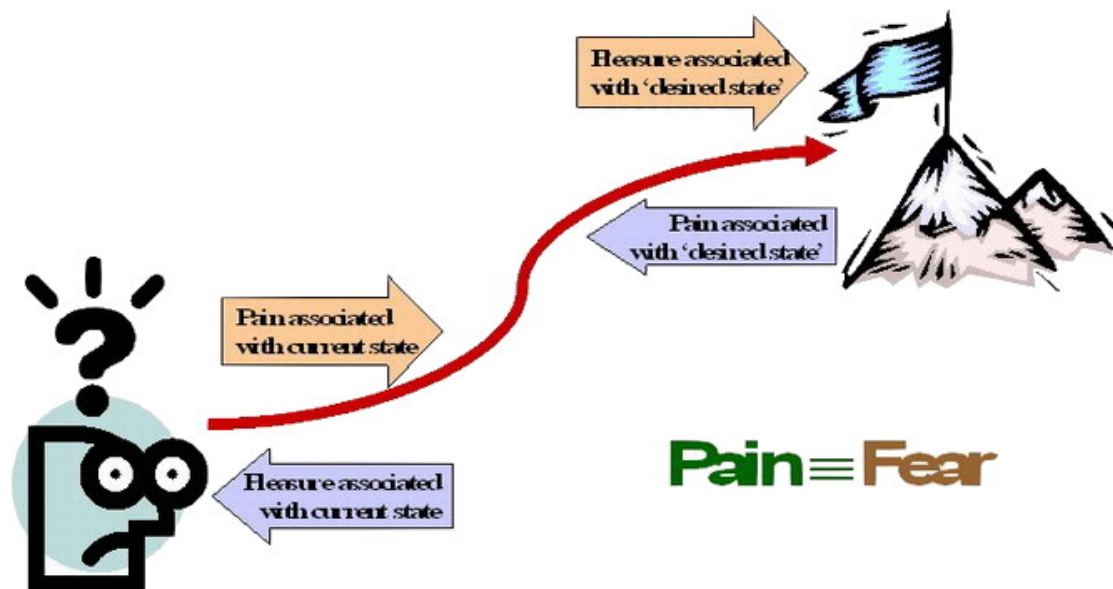 Pleasure associated
with ‘desired state’
Pain associated
with ‘desired state’
?
Pain associated
with current state
Pleasure associated
with current state
Pain≡Fear